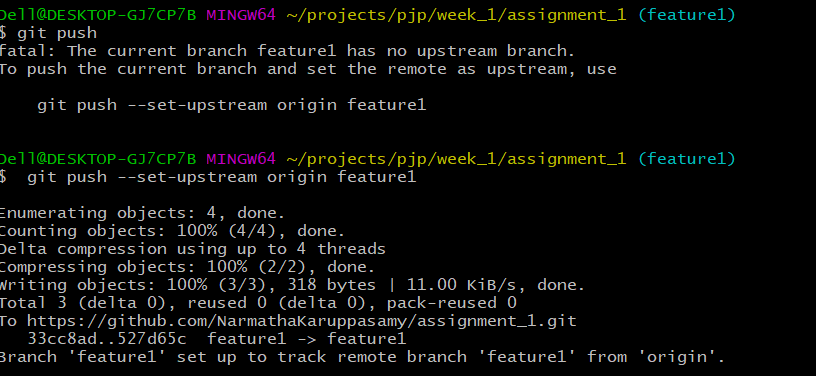 Dell@DESKTOP-GJ7CP7B MINGW64 ~/projects/pjp/week_1/assignment_1 (feature1)
$ git push
fatal: The current branch feature1 has no upstream branch.
To push the current branch and set the remote as upstream, use
    git push --set-upstream origin feature1
Dell@DESKTOP-GJ7CP7B MINGW64 ~/projects/pjp/week_1/assignment_1 (feature1)
$  git push --set-upstream origin feature1
Enumerating objects: 4, done.
Counting objects: 100% (4/4), done.
Delta compression using up to 4 threads
Compressing objects: 100% (2/2), done.
Writing objects: 100% (3/3), 318 bytes | 11.00 KiB/s, done.
Total 3 (delta 0), reused 0 (delta 0), pack-reused 0
To https://github.com/NarmathaKaruppasamy/assignment_1.git
   33cc8ad..527d65c  feature1 -> feature1
Branch 'feature1' set up to track remote branch 'feature1' from 'origin'.